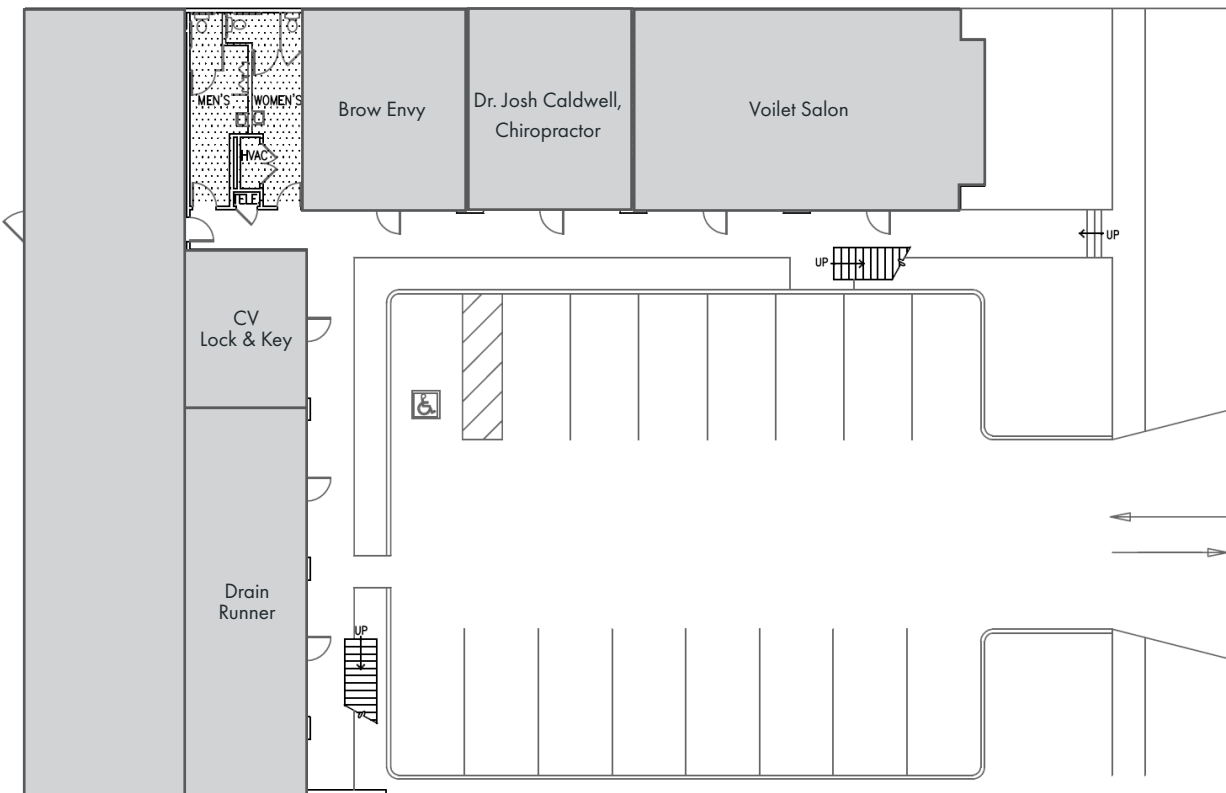 MEN'S
WOMEN'S
HVAC
TELE
Brow Envy
Dr. Josh Caldwell,
Chiropractor
Voilet Salon
UP
UP
CV
Lock & Key
Drain
Runner
UP